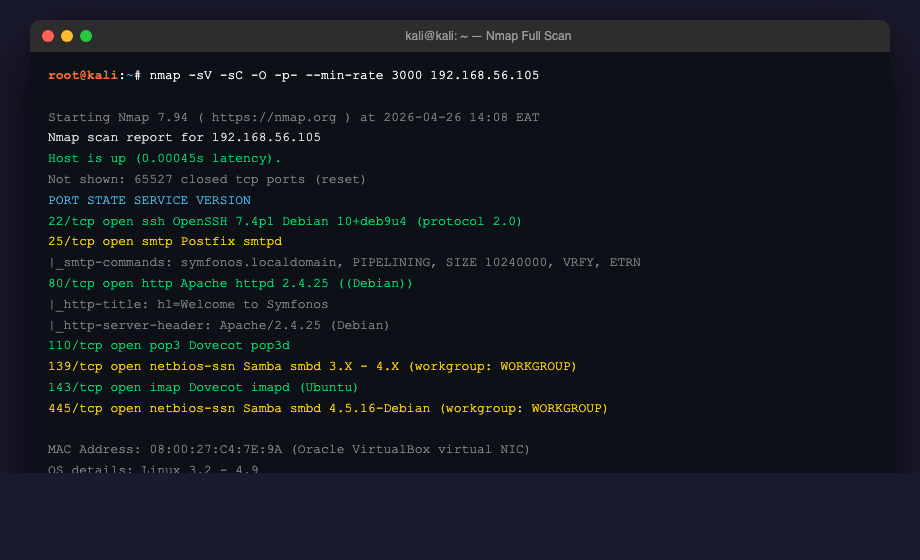 kali@kali: ~ — Nmap Full Scan
root@kali:~# nmap -sV -sC -O -p- --min-rate 3000 192.168.56.105
Starting Nmap 7.94 ( https://nmap.org ) at 2026-04-26 14:08 EAT
Nmap scan report for 192.168.56.105
Host is up (0.00045s latency).
Not shown: 65527 closed tcp ports (reset)
PORT STATE SERVICE VERSION
22/tcp open ssh OpenSSH 7.4p1 Debian 10+deb9u4 (protocol 2.0)
25/tcp open smtp Postfix smtpd
|_smtp-commands: symfonos.localdomain, PIPELINING, SIZE 10240000, VRFY, ETRN
80/tcp open http Apache httpd 2.4.25 ((Debian))
|_http-title: h1=Welcome to Symfonos
|_http-server-header: Apache/2.4.25 (Debian)
110/tcp open pop3 Dovecot pop3d
139/tcp open netbios-ssn Samba smbd 3.X - 4.X (workgroup: WORKGROUP)
143/tcp open imap Dovecot imapd (Ubuntu)
445/tcp open netbios-ssn Samba smbd 4.5.16-Debian (workgroup: WORKGROUP)
MAC Address: 08:00:27:C4:7E:9A (Oracle VirtualBox virtual NIC)
OS details: Linux 3.2 - 4.9